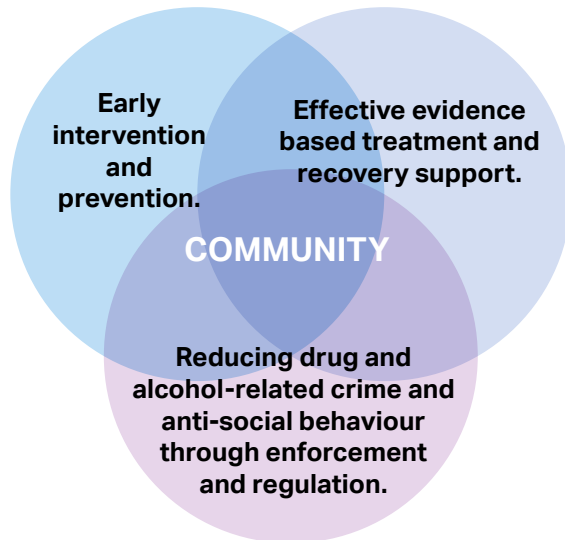 Early
intervention
and
prevention.
Effective evidence
based treatment and
recovery support.
COMMUNITY
Reducing drug and
alcohol-related crime and
anti-social behaviour
through enforcement
and regulation.